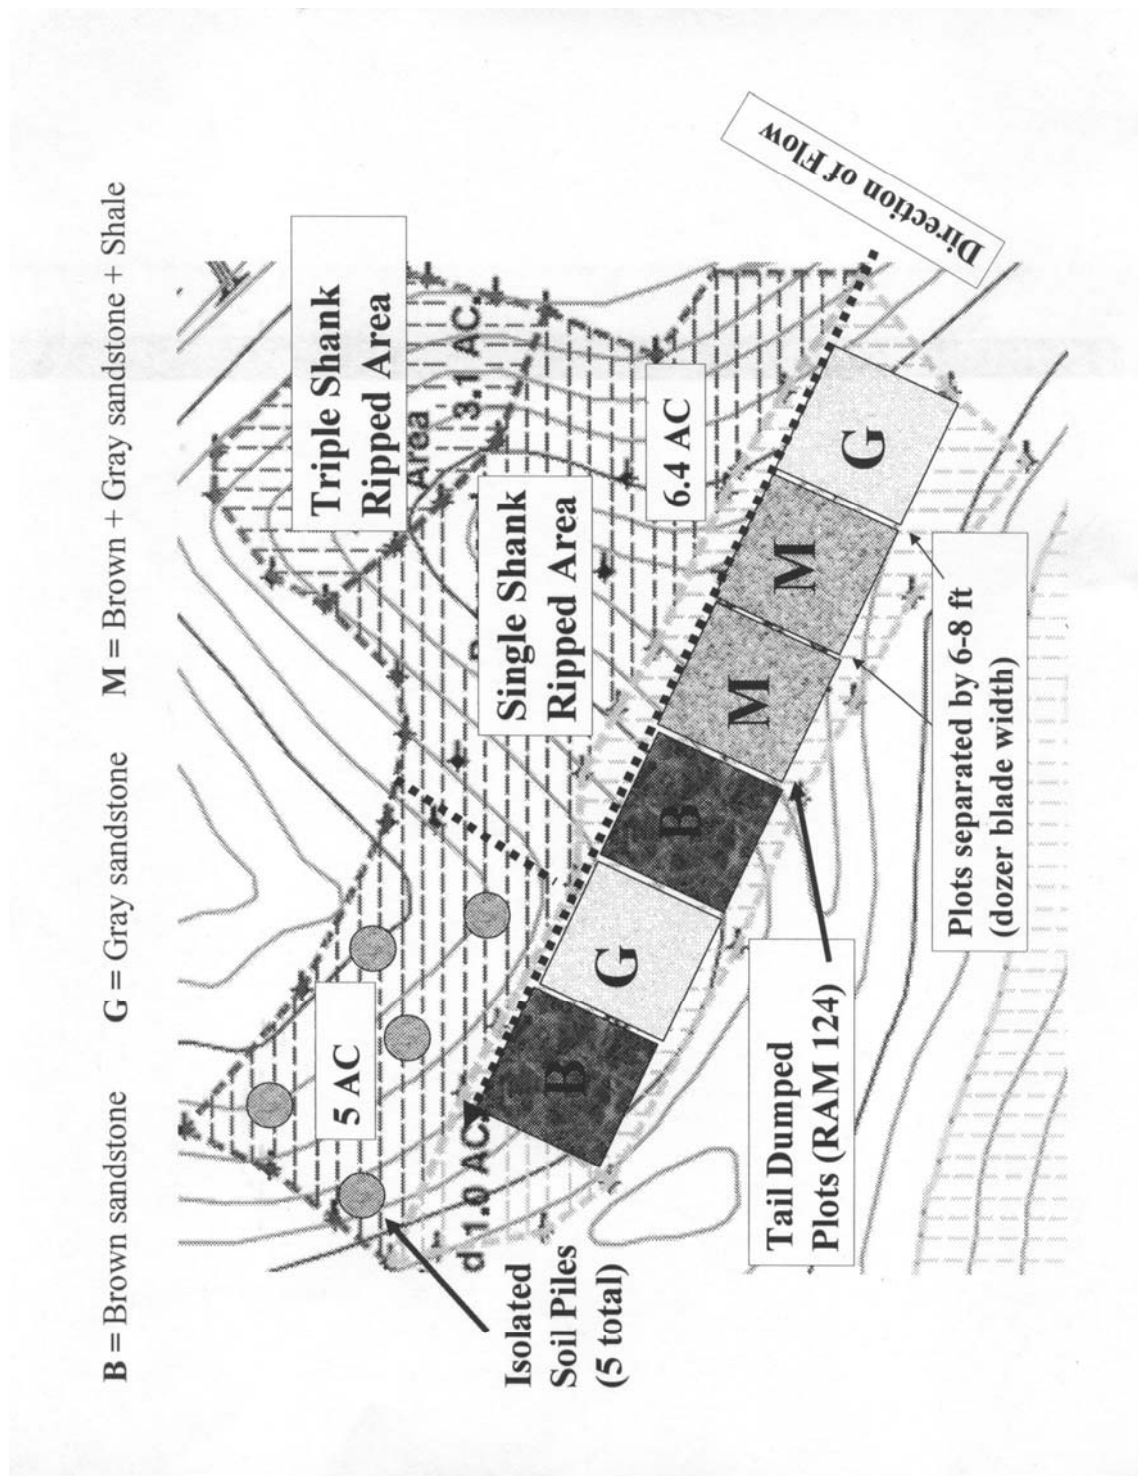 B = Brown sandstone G = Gray sandstone M = Brown + Gray sandstone + Shale
Triple Shank
Ripped Area
Area 3.1 AC.
5 AC
Single Shank
Ripped Area
6.4 AC
Direction of Flow
d 1.0 AC
Isolated
Soil Piles
(5 total)
B
G
B
M
M
G
Tail Dumped
Plots (RAM 124)
Plots separated by 6-8 ft
(dozer blade width)